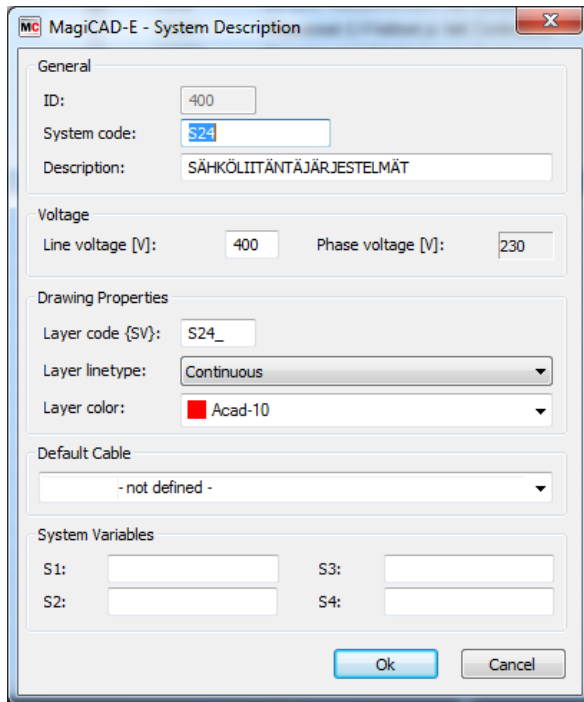 MC MagiCAD-E - System Description
General
ID: 400
System code: S24
Description: SÄHKÖLIITÄNTÄJÄRJESTELMÄT
Voltage
Line voltage [V]: 400 Phase voltage [V]: 230
Drawing Properties
Layer code {SV}: S24_
Layer linetype: Continuous
Layer color: Acad-10
Default Cable
- not defined -
System Variables
S1: S3:
S2: S4:
Ok Cancel